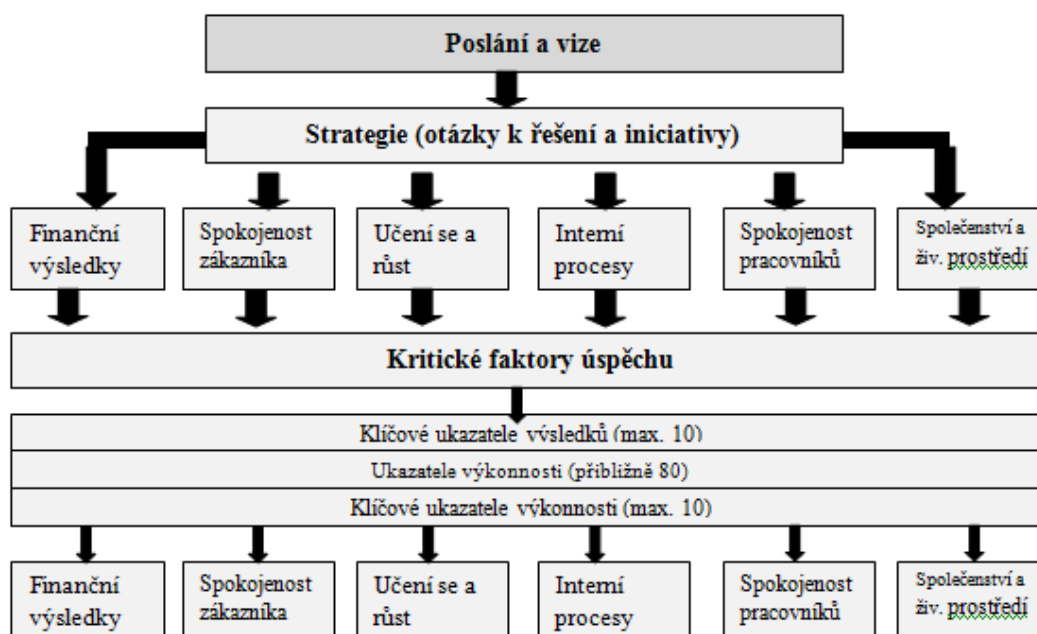 Poslání a vize
Strategie (otázky k řešení a iniciativy)
Finanční
výsledky
Spokojenost
zákazníka
Učení se a
růst
Interní
procesy
Spokojenost
pracovníků
Společenství a
živ. prostředí
Kritické faktory úspěchu
Klíčové ukazatele výsledků (max. 10)
Ukazatele výkonnosti (přibližně 80)
Klíčové ukazatele výkonnosti (max. 10)
Finanční
výsledky
Spokojenost
zákazníka
Učení se a
růst
Interní
procesy
Spokojenost
pracovníků
Společenství a
živ. prostředí